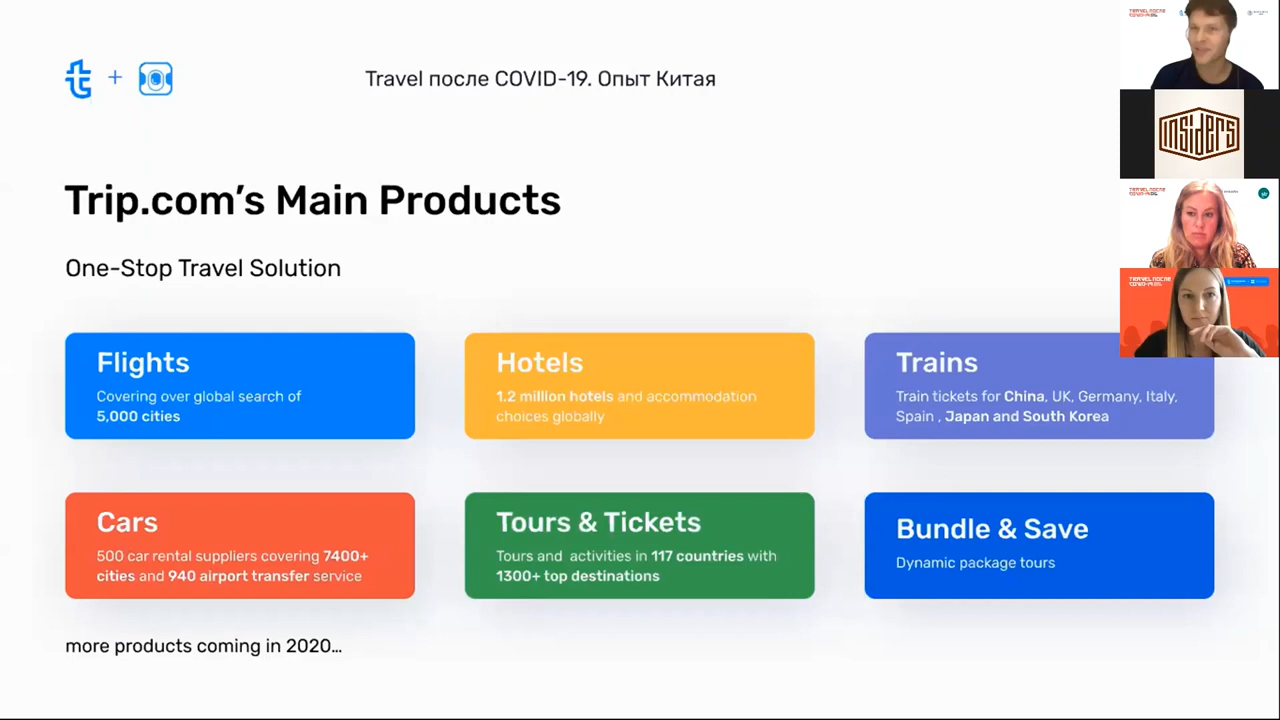 Travel после COVID-19. Опыт Китая
Trip.com’s Main Products
One-Stop Travel Solution
Flights
Covering over global search of
5,000 cities
Hotels
1.2 million hotels and accommodation
choices globally
Trains
Train tickets for China, UK, Germany, Italy,
Spain , Japan and South Korea
Cars
500 car rental suppliers covering 7400+
cities and 940 airport transfer service
Tours & Tickets
Tours and  activities in 117 countries with
1300+ top destinations
Bundle & Save
Dynamic package tours
more products coming in 2020…
insiders
TRAVEL ПОСЛЕ
COVID-19